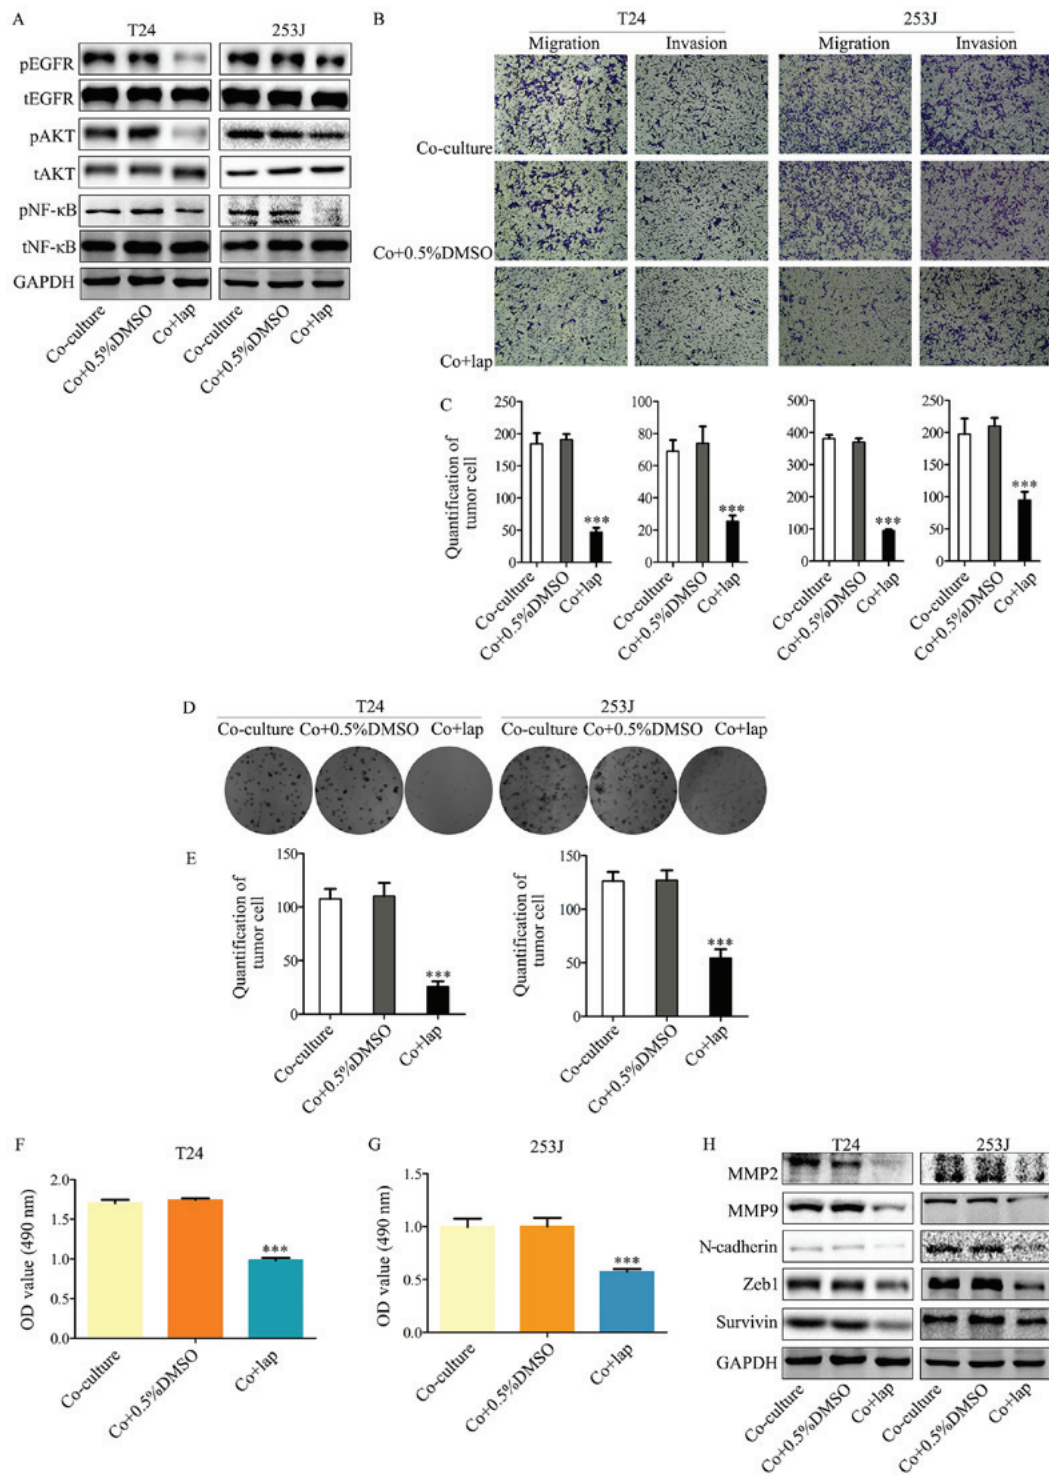 A
T24
253J
pEGFR
tEGFR
pAKT
tAKT
pNF-κB
tNF-κB
GAPDH
Co-culture
Co+0.5%DMSO
Co+lap
Co-culture
Co+0.5%DMSO
Co+lap
B
T24
253J
Migration
Invasion
Migration
Invasion
Co-culture
Co+0.5%DMSO
Co+lap
C
Quantification of
tumor cell
200
150
100
50
0
***
Co-culture
Co+0.5%DMSO
Co+lap
80
60
40
20
0
***
Co-culture
Co+0.5%DMSO
Co+lap
500
400
300
200
100
0
***
Co-culture
Co+0.5%DMSO
Co+lap
250
200
150
100
50
0
***
Co-culture
Co+0.5%DMSO
Co+lap
D
T24
253J
Co-culture Co+0.5%DMSO Co+lap
Co-culture Co+0.5%DMSO Co+lap
E
Quantification of
tumor cell
150
100
50
0
***
Co-culture
Co+0.5%DMSO
Co+lap
Quantification of
tumor cell
150
100
50
0
***
Co-culture
Co+0.5%DMSO
Co+lap
F
T24
OD value (490 nm)
2.0
1.5
1.0
0.5
0.0
***
Co-culture
Co+0.5%DMSO
Co+lap
G
253J
OD value (490 nm)
1.5
1.0
0.5
0.0
***
Co-culture
Co+0.5%DMSO
Co+lap
H
T24
253J
MMP2
MMP9
N-cadherin
Zeb1
Survivin
GAPDH
Co-culture
Co+0.5%DMSO
Co+lap
Co-culture
Co+0.5%DMSO
Co+lap